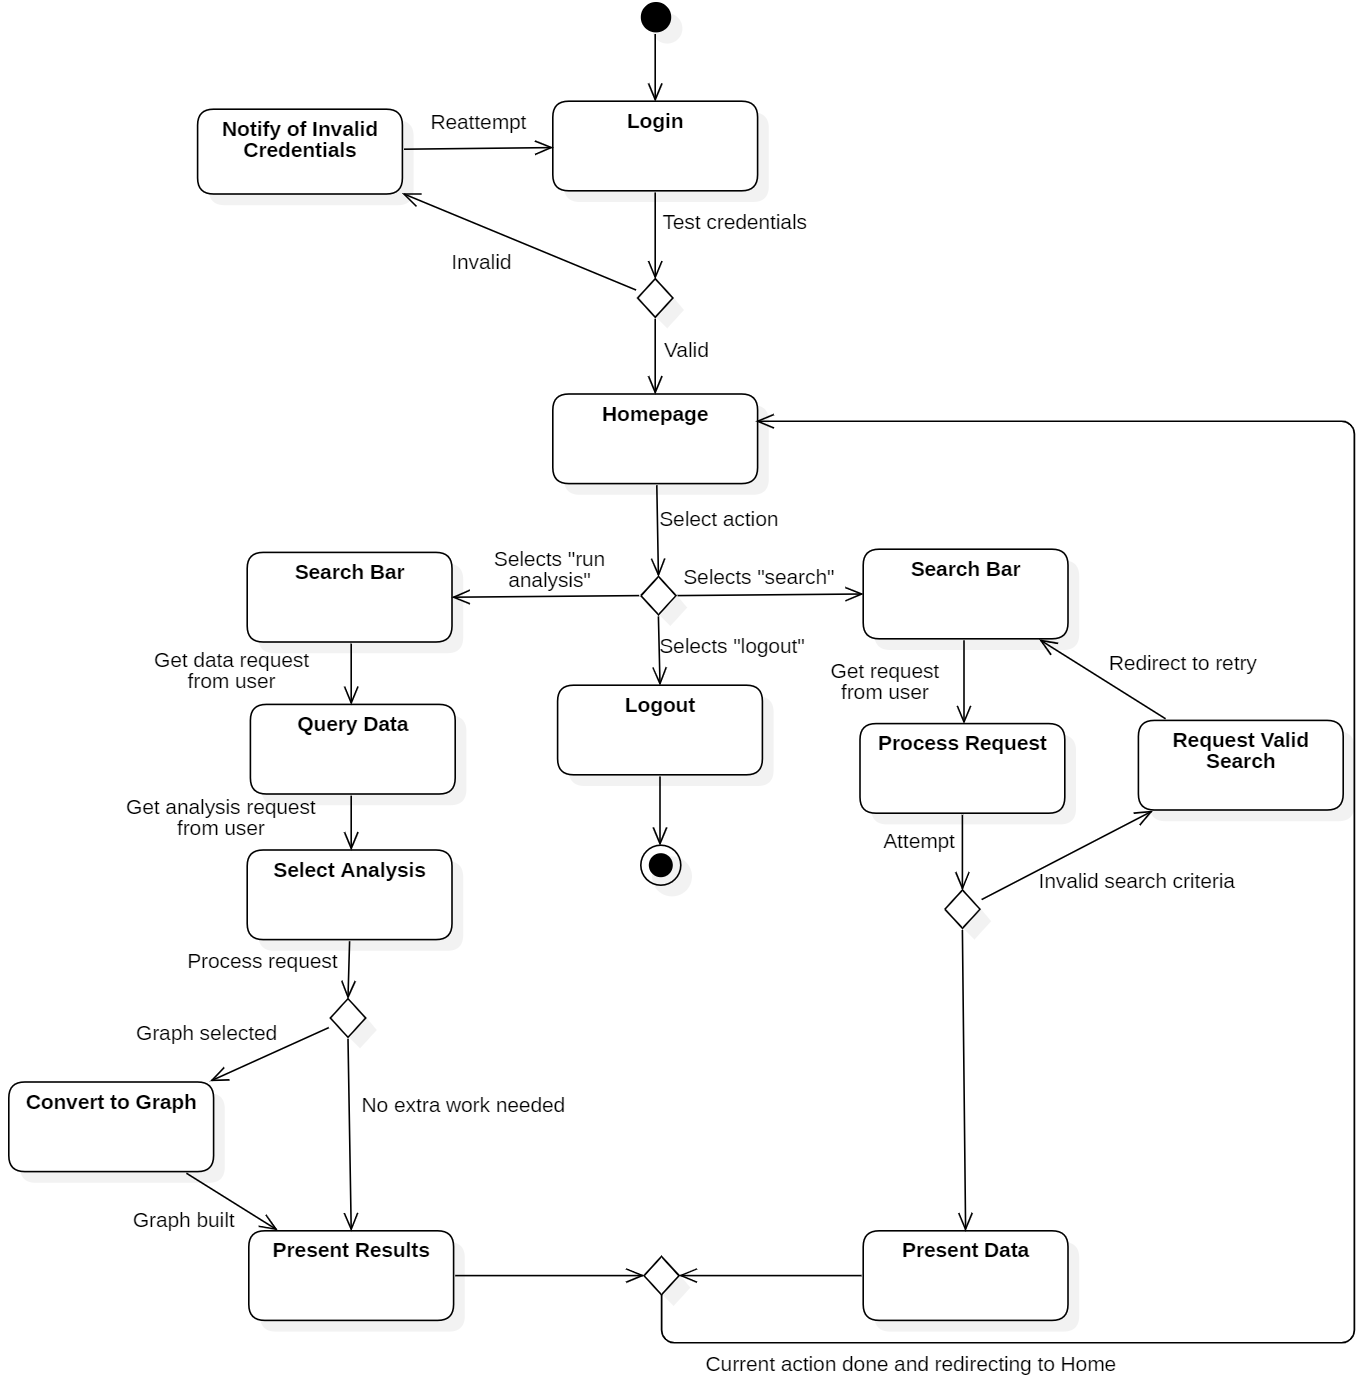 Login
Notify of Invalid
Credentials
Reattempt
Test credentials
Invalid
Valid
Homepage
Select action
Selects "run
analysis"
Selects "search"
Search Bar
Search Bar
Selects "logout"
Get data request
from user
Get request
from user
Redirect to retry
Query Data
Logout
Process Request
Request Valid
Search
Get analysis request
from user
Attempt
Select Analysis
Invalid search criteria
Process request
Graph selected
Convert to Graph
No extra work needed
Graph built
Present Results
Present Data
Current action done and redirecting to Home